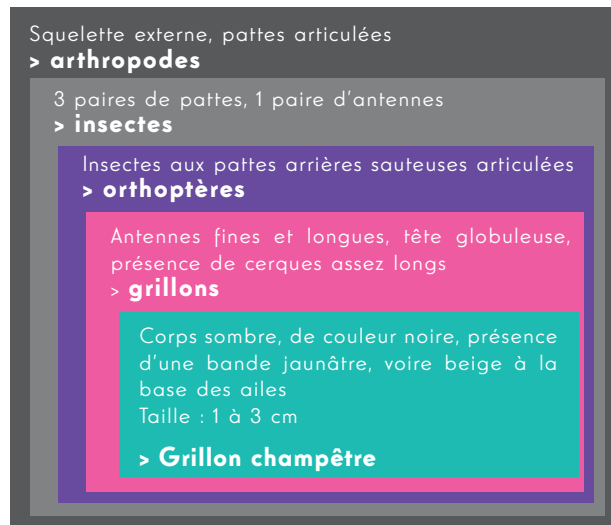 Squelette externe, pattes articulées
> arthropodes
3 paires de pattes, 1 paire d'antennes
> insectes
Insectes aux pattes arrières sauteuses articulées
> orthoptères
Antennes fines et longues, tête globuleuse,
présence de cerques assez longs
> grillons
Corps sombre, de couleur noire, présence
d'une bande jaunâtre, voire beige à la
base des ailes
Taille : 1 à 3 cm
> Grillon champêtre